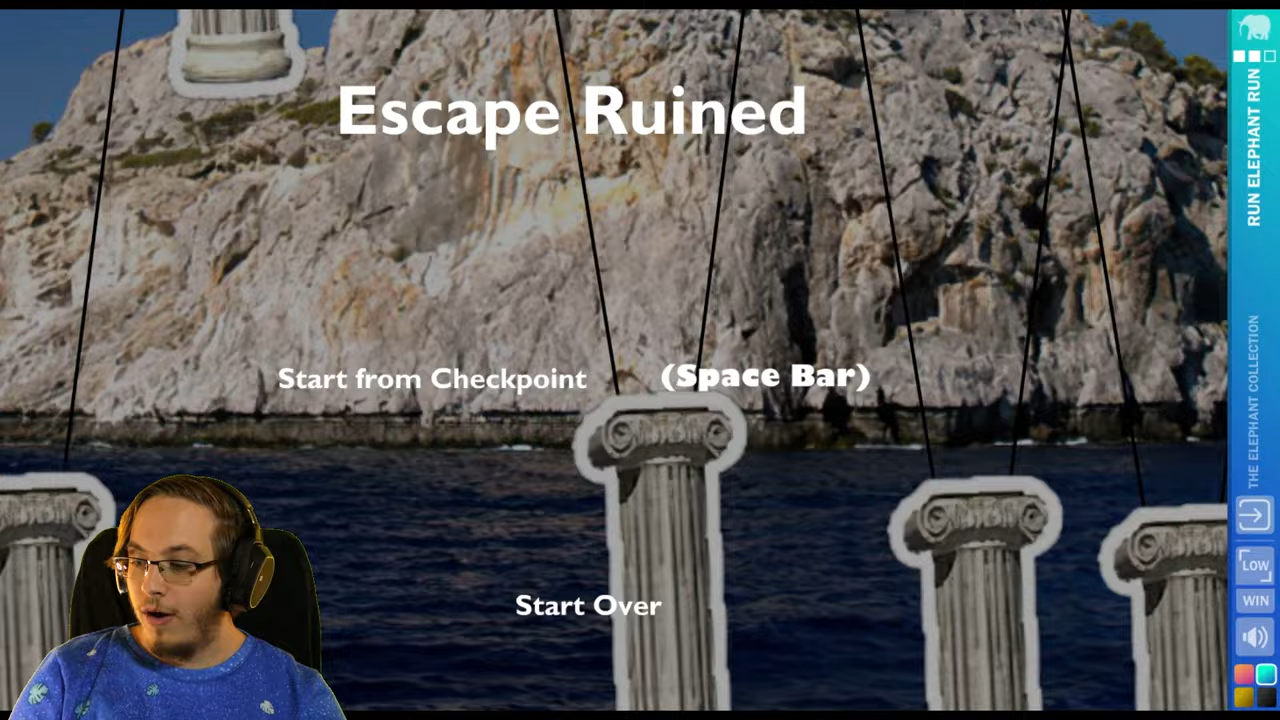 Escape Ruined
Start from Checkpoint
(Space Bar)
Start Over
RUN ELEPHANT RUN
THE ELEPHANT COLLECTION
LOW
WIN